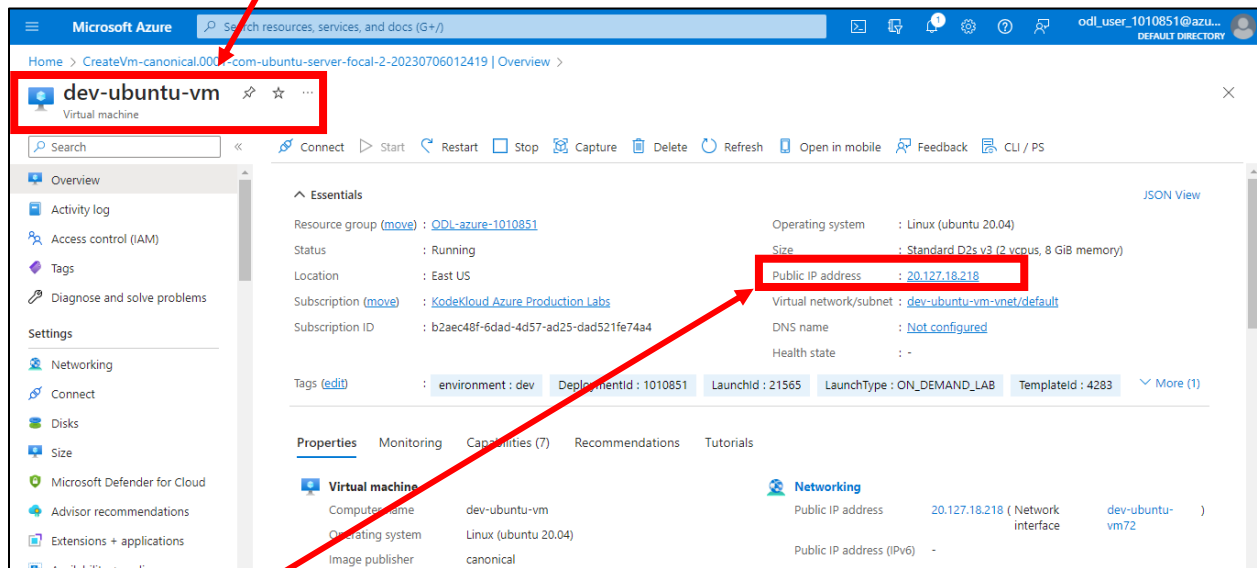 Microsoft Azure
Search resources, services, and docs (G+/)
1
odl_user_1010851@azu...
DEFAULT DIRECTORY
Home > CreateVm-canonical.0001-com-ubuntu-server-focal-2-20230706012419 | Overview >
dev-ubuntu-vm ...
Virtual machine
Search
«
Connect Start Restart Stop Capture Delete Refresh Open in mobile Feedback CLI / PS
Overview
Activity log
Access control (IAM)
Tags
Diagnose and solve problems
Settings
Networking
Connect
Disks
Size
Microsoft Defender for Cloud
Advisor recommendations
Extensions + applications
Essentials
JSON View
Resource group (move) : ODL-azure-1010851
Status : Running
Location : East US
Subscription (move) : KodeKloud Azure Production Labs
Subscription ID : b2aec48f-6dad-4d57-ad25-dad521fe74a4
Operating system : Linux (ubuntu 20.04)
Size : Standard D2s v3 (2 vcpus, 8 GiB memory)
Public IP address : 20.127.18.218
Virtual network/subnet : dev-ubuntu-vm-vnet/default
DNS name : Not configured
Health state : -
Tags (edit) : environment : dev DeploymentId : 1010851 LaunchId : 21565 LaunchType : ON_DEMAND_LAB TemplateId : 4283 More (1)
Properties Monitoring Capabilities (7) Recommendations Tutorials
Virtual machine
Computer name dev-ubuntu-vm
Operating system Linux (ubuntu 20.04)
Image publisher canonical
Networking
Public IP address 20.127.18.218 ( Network interface dev-ubuntu-vm72 )
Public IP address (IPv6) -